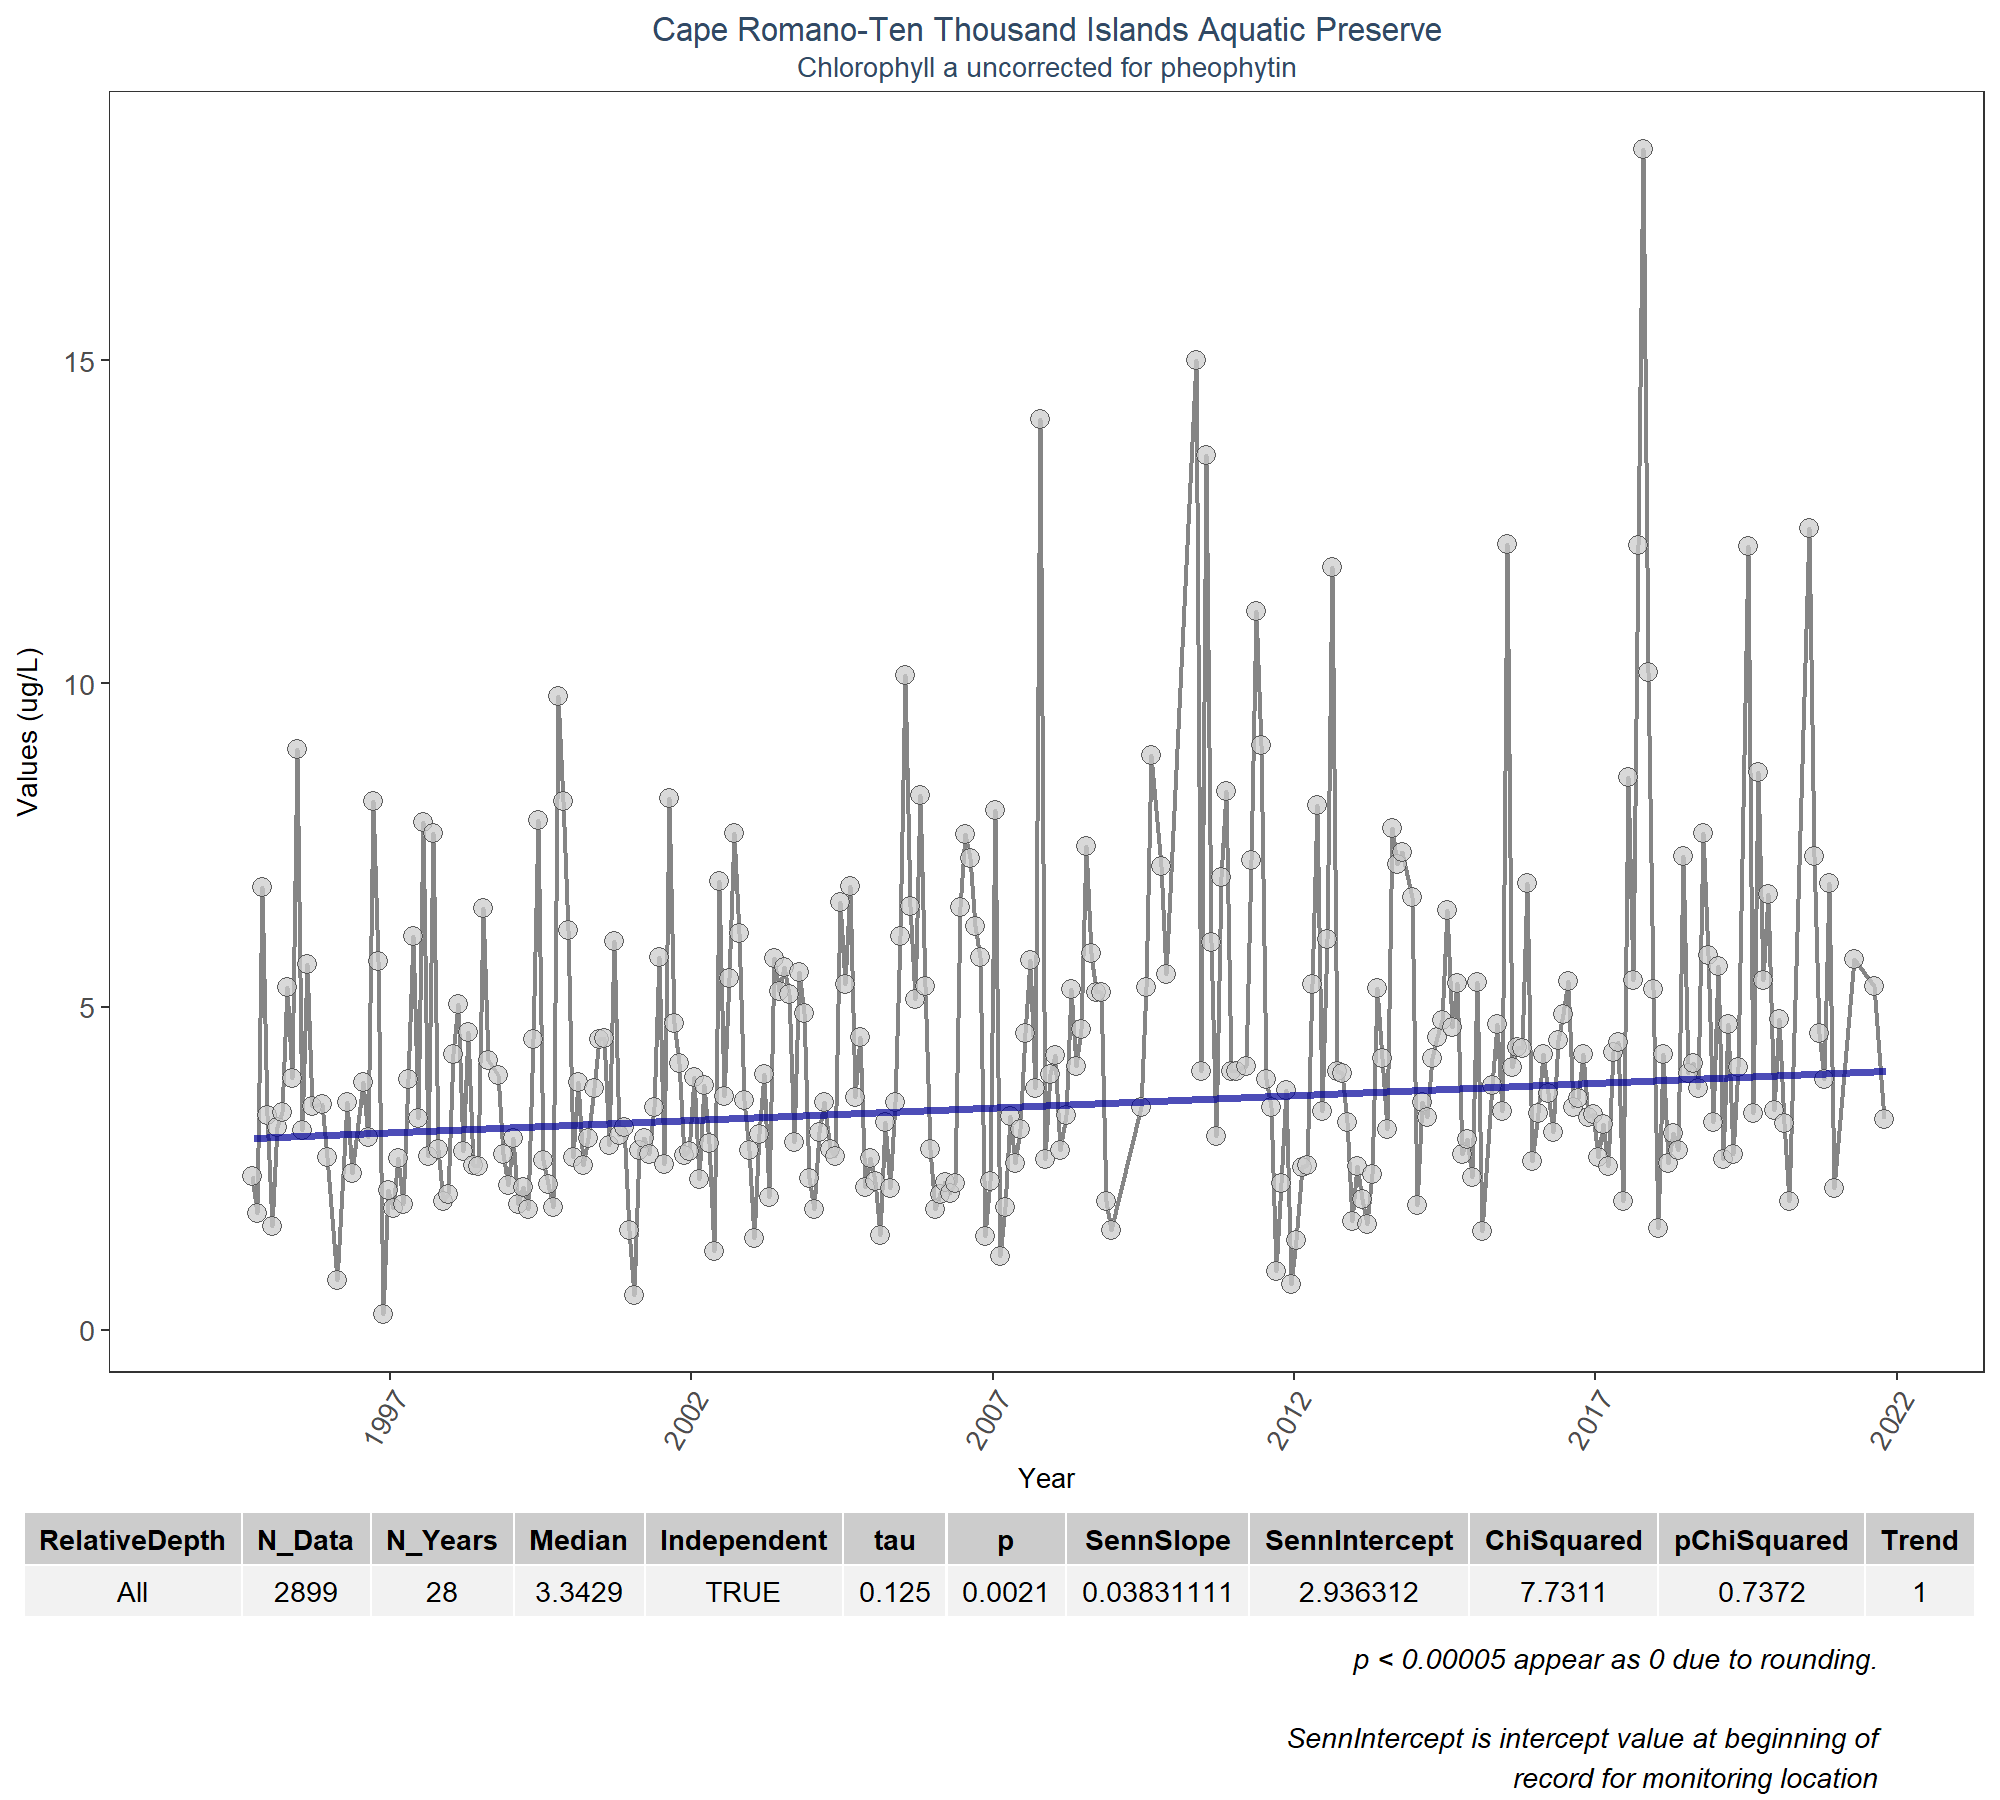 Cape Romano-Ten Thousand Islands Aquatic Preserve
Chlorophyll a uncorrected for pheophytin
Values (ug/L)
15
10
5
0
1997 2002 2007 2012 2017 2022
Year
RelativeDepth N_Data N_Years Median Independent tau p SennSlope SennIntercept ChiSquared pChiSquared Trend
All 2899 28 3.3429 TRUE 0.125 0.0021 0.03831111 2.936312 7.7311 0.7372 1
p < 0.00005 appear as 0 due to rounding.
SennIntercept is intercept value at beginning of
record for monitoring location